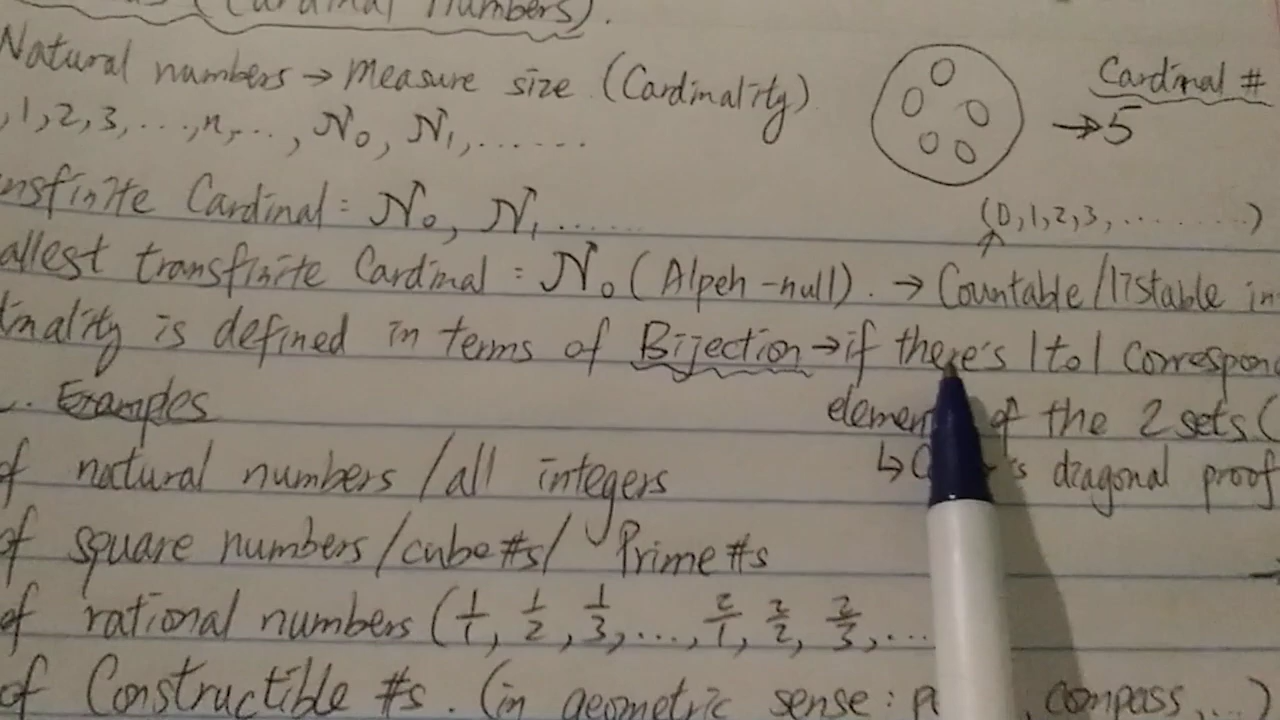 (Cardinal numbers).
Natural numbers → Measure size (Cardinality)
Cardinal #
, 1, 2, 3, ..., n, ..., ℵ₀, ℵ₁, ......
→ 5
nsfinite Cardinal : ℵ₀, ℵ₁ ......
(0, 1, 2, 3, .........)
allest transfinite Cardinal : ℵ₀ (Alpeh-null). → Countable/listable in
inality is defined in terms of Bijection → if there's 1 to 1 correspon
Examples
elemen of the 2 sets (
f natural numbers / all integers
↳ C 's diagonal proof
of square numbers / cube #s / Prime #s
→
of rational numbers (1/1, 1/2, 1/3, ..., 2/1, 2/2, 2/3, ...
of Constructible #s. (in geometric sense : , compass, ...)